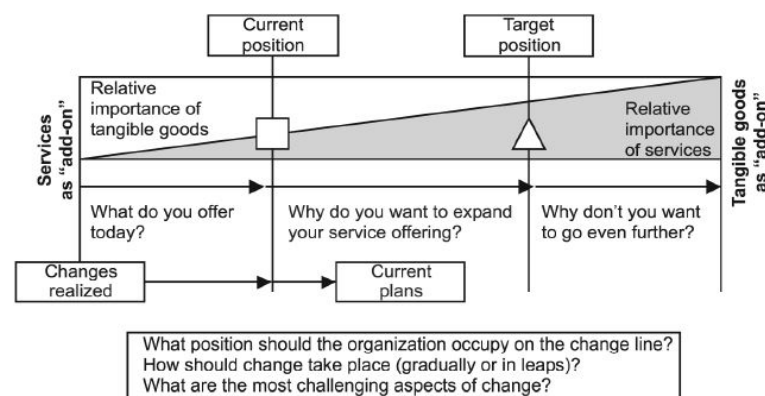 Current
position
Target
position
Services
as "add-on"
Relative
importance of
tangible goods
Relative
importance
of services
Tangible goods
as "add-on"
What do you offer
today?
Why do you want to expand
your service offering?
Why don't you want
to go even further?
Changes
realized
Current
plans
What position should the organization occupy on the change line?
How should change take place (gradually or in leaps)?
What are the most challenging aspects of change?